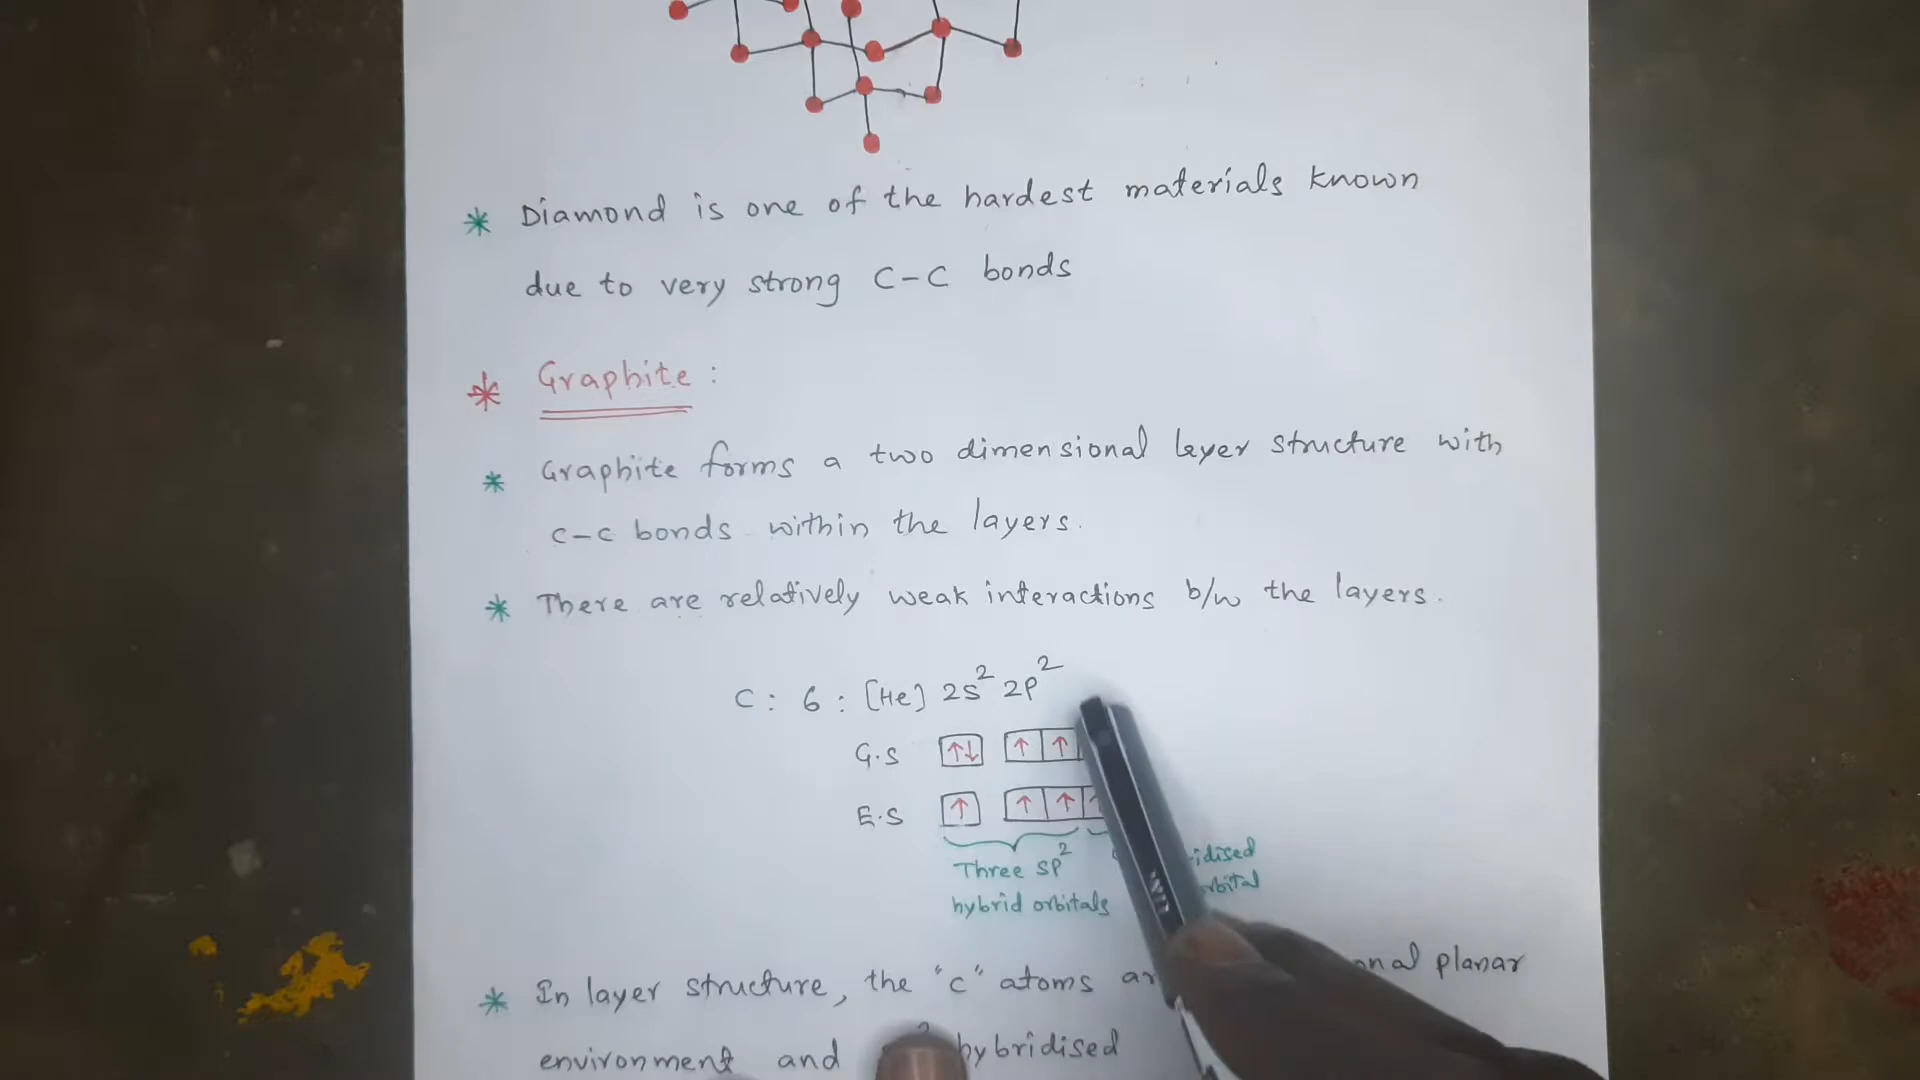 * Diamond is one of the hardest materials known
due to very strong C-C bonds
* Graphite :
* Graphite forms a two dimensional layer structure with
C-C bonds within the layers.
* There are relatively weak interactions b/w the layers.
C : 6 : [He] 2s² 2p²
G.S ↑↓ ↑ ↑
E.S ↑ ↑ ↑ ↑
Three sp²
hybrid orbitals
* In layer structure, the "c" atoms planar
environment and hybridised